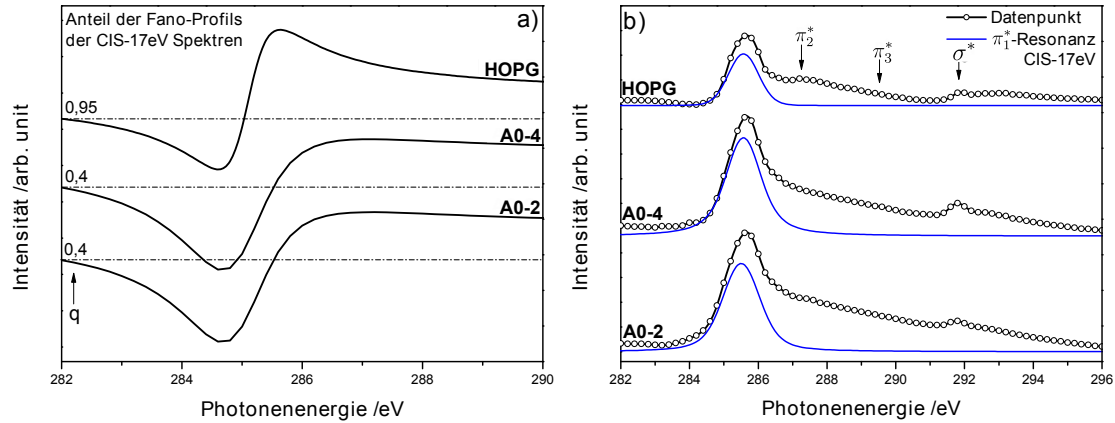 Anteil der Fano-Profils
der CIS-17eV Spektren
a)
HOPG
0,95
A0-4
0,4
A0-2
0,4
q
Intensität /arb. unit
282 284 286 288 290
Photonenenergie /eV
b)
Datenpunkt
π₁*-Resonanz
CIS-17eV
π₂*
π₃*
σ*
HOPG
A0-4
A0-2
Intensität /arb. unit
282 284 286 288 290 292 294 296
Photonenenergie /eV